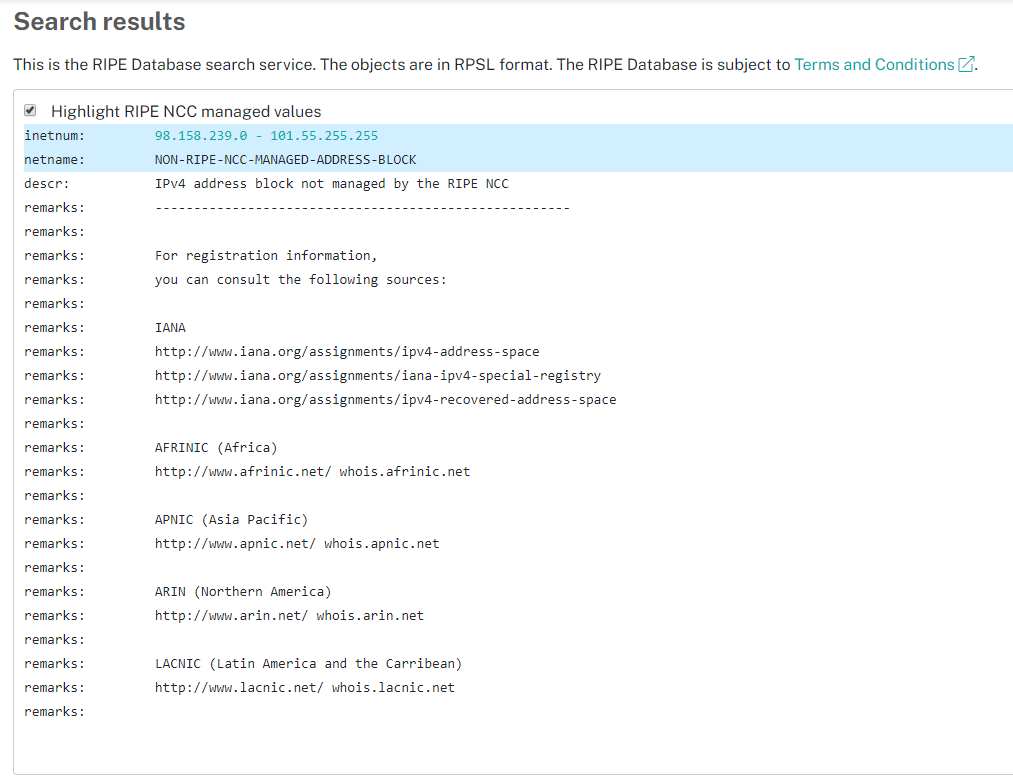 Search results
This is the RIPE Database search service. The objects are in RPSL format. The RIPE Database is subject to Terms and Conditions.
Highlight RIPE NCC managed values
inetnum: 98.158.239.0 - 101.55.255.255
netname: NON-RIPE-NCC-MANAGED-ADDRESS-BLOCK
descr: IPv4 address block not managed by the RIPE NCC
remarks: ------------------------------------------------------
remarks:
remarks: For registration information,
remarks: you can consult the following sources:
remarks:
remarks: IANA
remarks: http://www.iana.org/assignments/ipv4-address-space
remarks: http://www.iana.org/assignments/iana-ipv4-special-registry
remarks: http://www.iana.org/assignments/ipv4-recovered-address-space
remarks:
remarks: AFRINIC (Africa)
remarks: http://www.afrinic.net/ whois.afrinic.net
remarks:
remarks: APNIC (Asia Pacific)
remarks: http://www.apnic.net/ whois.apnic.net
remarks:
remarks: ARIN (Northern America)
remarks: http://www.arin.net/ whois.arin.net
remarks:
remarks: LACNIC (Latin America and the Carribean)
remarks: http://www.lacnic.net/ whois.lacnic.net
remarks: